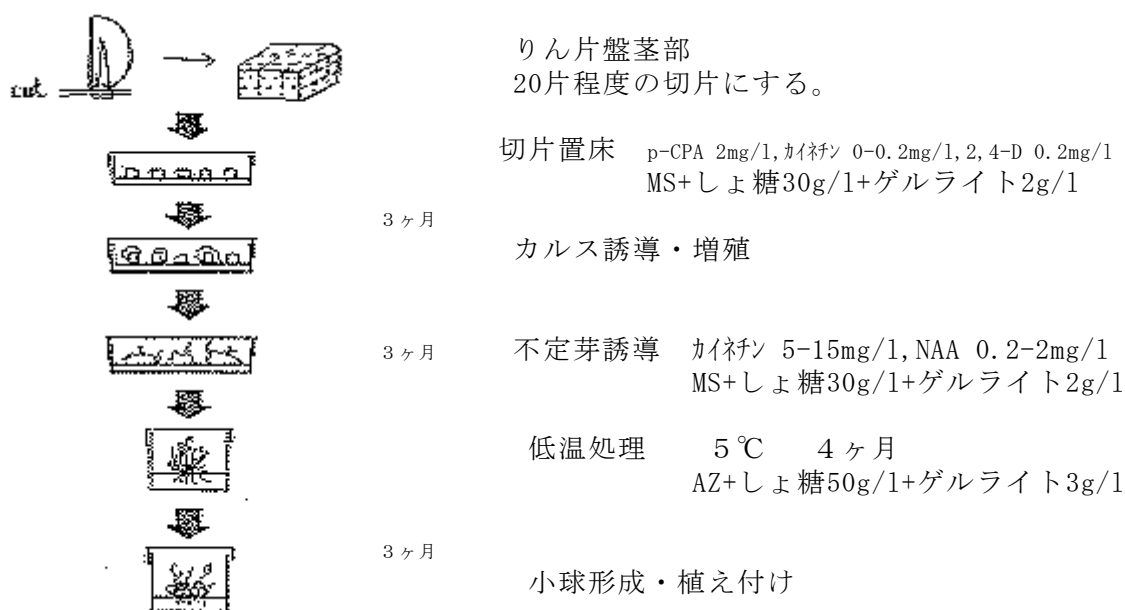 cut
りん片盤茎部
20片程度の切片にする。
切片置床 p-CPA 2mg/l,ｶｲﾈﾁﾝ 0-0.2mg/l,2,4-D 0.2mg/l
MS+しょ糖30g/l+ゲルライト2g/l
３ヶ月
カルス誘導・増殖
３ヶ月 不定芽誘導 ｶｲﾈﾁﾝ 5-15mg/l,NAA 0.2-2mg/l
MS+しょ糖30g/l+ゲルライト2g/l
低温処理 ５℃ ４ヶ月
AZ+しょ糖50g/l+ゲルライト3g/l
３ヶ月
小球形成・植え付け